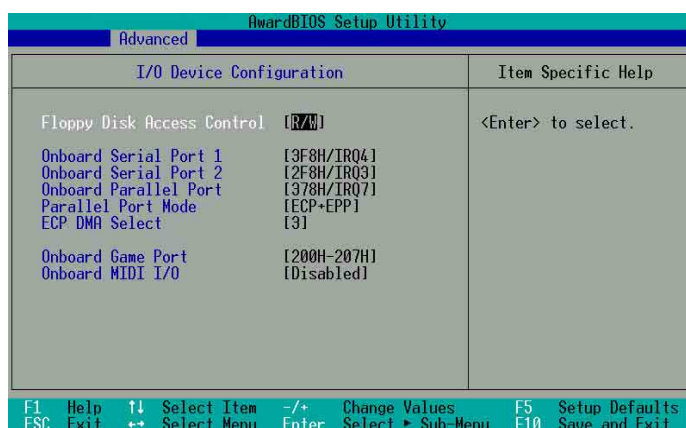 AwardBIOS Setup Utility
Advanced
I/O Device Configuration
Item Specific Help
Floppy Disk Access Control [R/W]
<Enter> to select.
Onboard Serial Port 1 [3F8H/IRQ4]
Onboard Serial Port 2 [2F8H/IRQ3]
Onboard Parallel Port [378H/IRQ7]
Parallel Port Mode [ECP+EPP]
ECP DMA Select [3]
Onboard Game Port [200H-207H]
Onboard MIDI I/O [Disabled]
F1 Help ↑↓ Select Item -/+ Change Values F5 Setup Defaults
ESC Exit ←→ Select Menu Enter Select ► Sub-Menu F10 Save and Exit